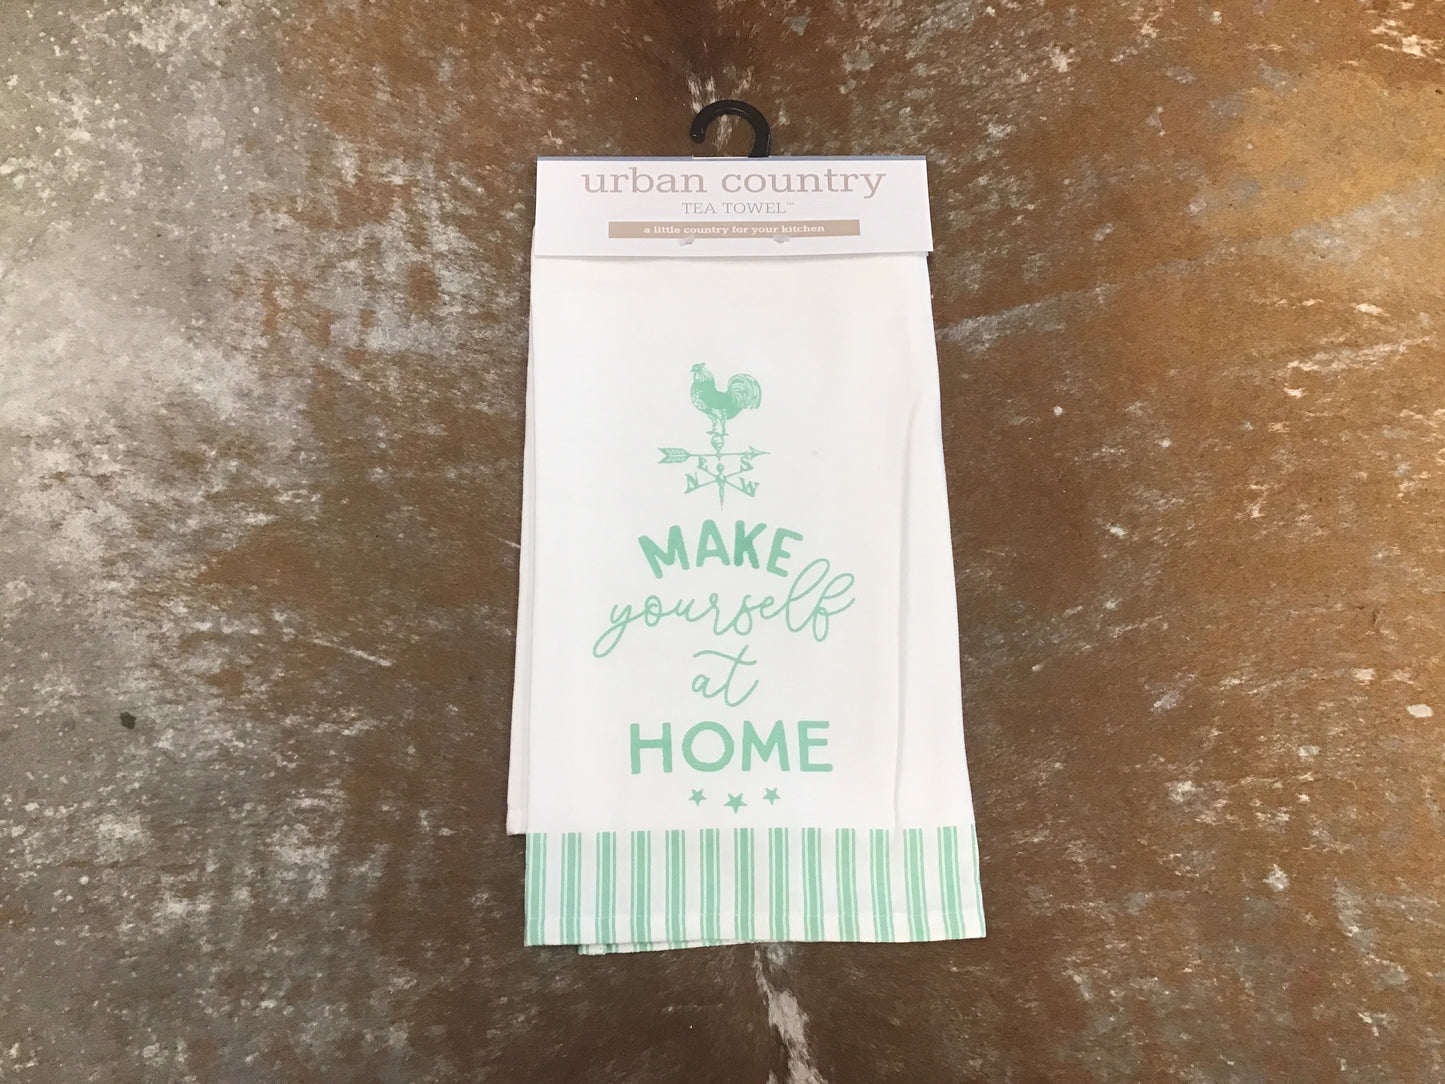 urban country
TEA TOWEL™
a little country for your kitchen
E S
N W
MAKE
yourself
at
HOME